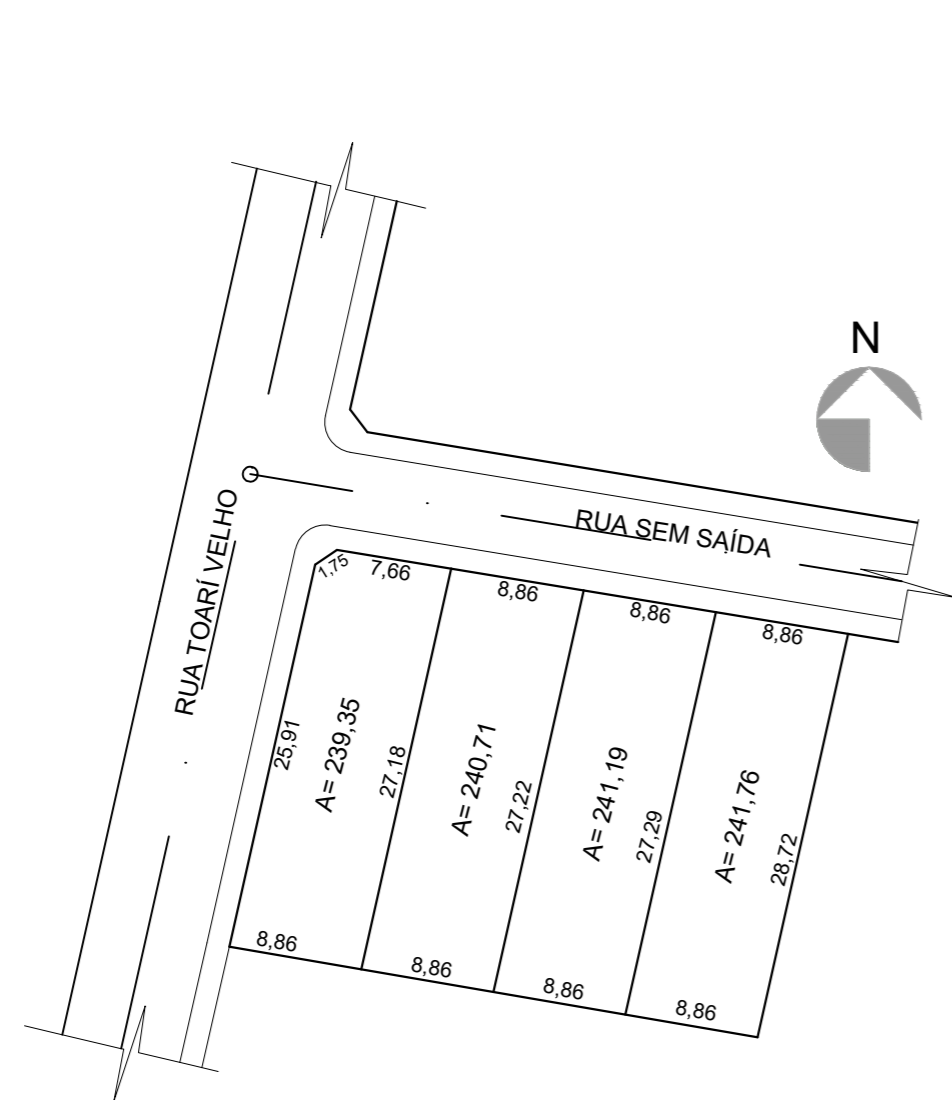 N
RUA SEM SAÍDA
RUA TOARÍ VELHO
1,75
7,66
8,86
8,86
8,86
25,91
A= 239,35
27,18
A= 240,71
27,22
A= 241,19
27,29
A= 241,76
28,72
8,86
8,86
8,86
8,86